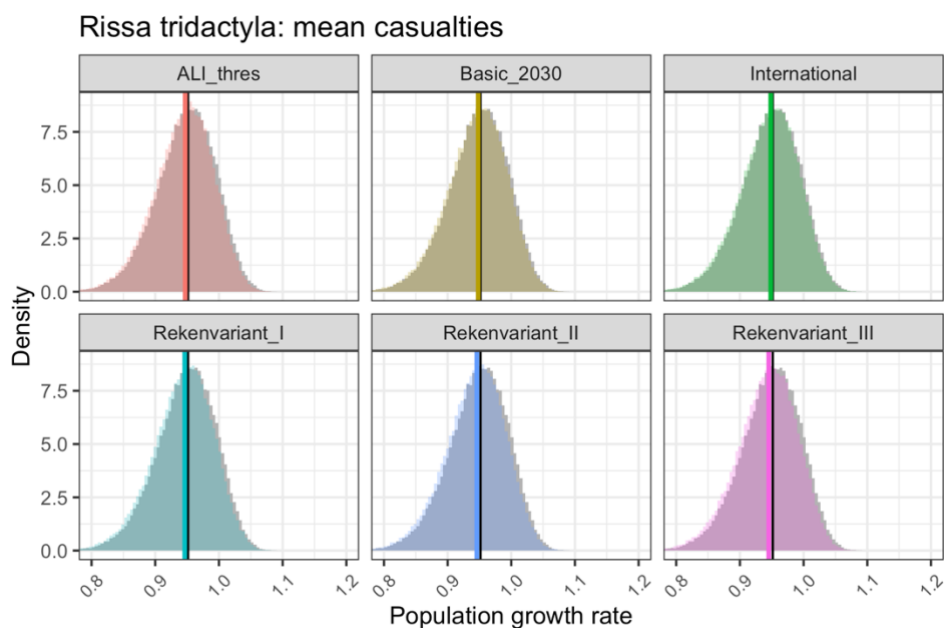 Rissa tridactyla: mean casualties
ALI_thres
Basic_2030
International
7.5
5.0
2.5
0.0
Rekenvariant_I
Rekenvariant_II
Rekenvariant_III
7.5
5.0
2.5
0.0
Density
0.8 0.9 1.0 1.1 1.2
0.8 0.9 1.0 1.1 1.2
0.8 0.9 1.0 1.1 1.2
Population growth rate